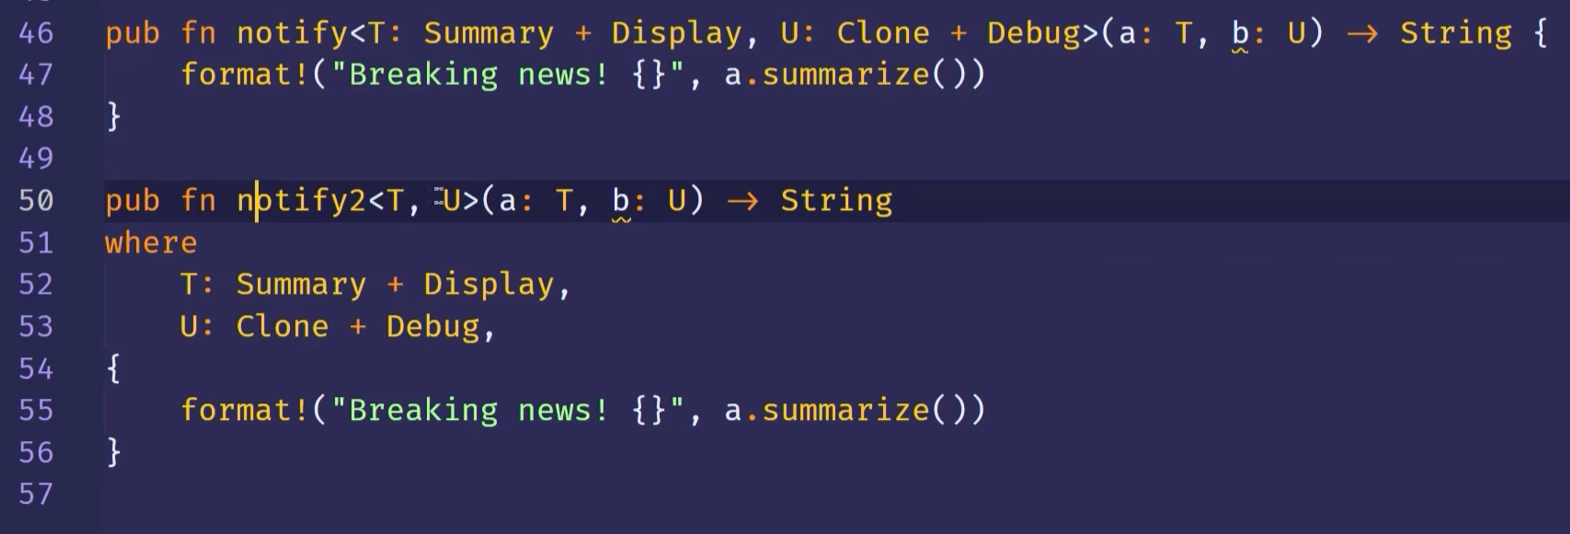 46 pub fn notify<T: Summary + Display, U: Clone + Debug>(a: T, b: U) → String {
47     format!("Breaking news! {}", a.summarize())
48 }
49
50 pub fn notify2<T, U>(a: T, b: U) → String
51 where
52     T: Summary + Display,
53     U: Clone + Debug,
54 {
55     format!("Breaking news! {}", a.summarize())
56 }
57